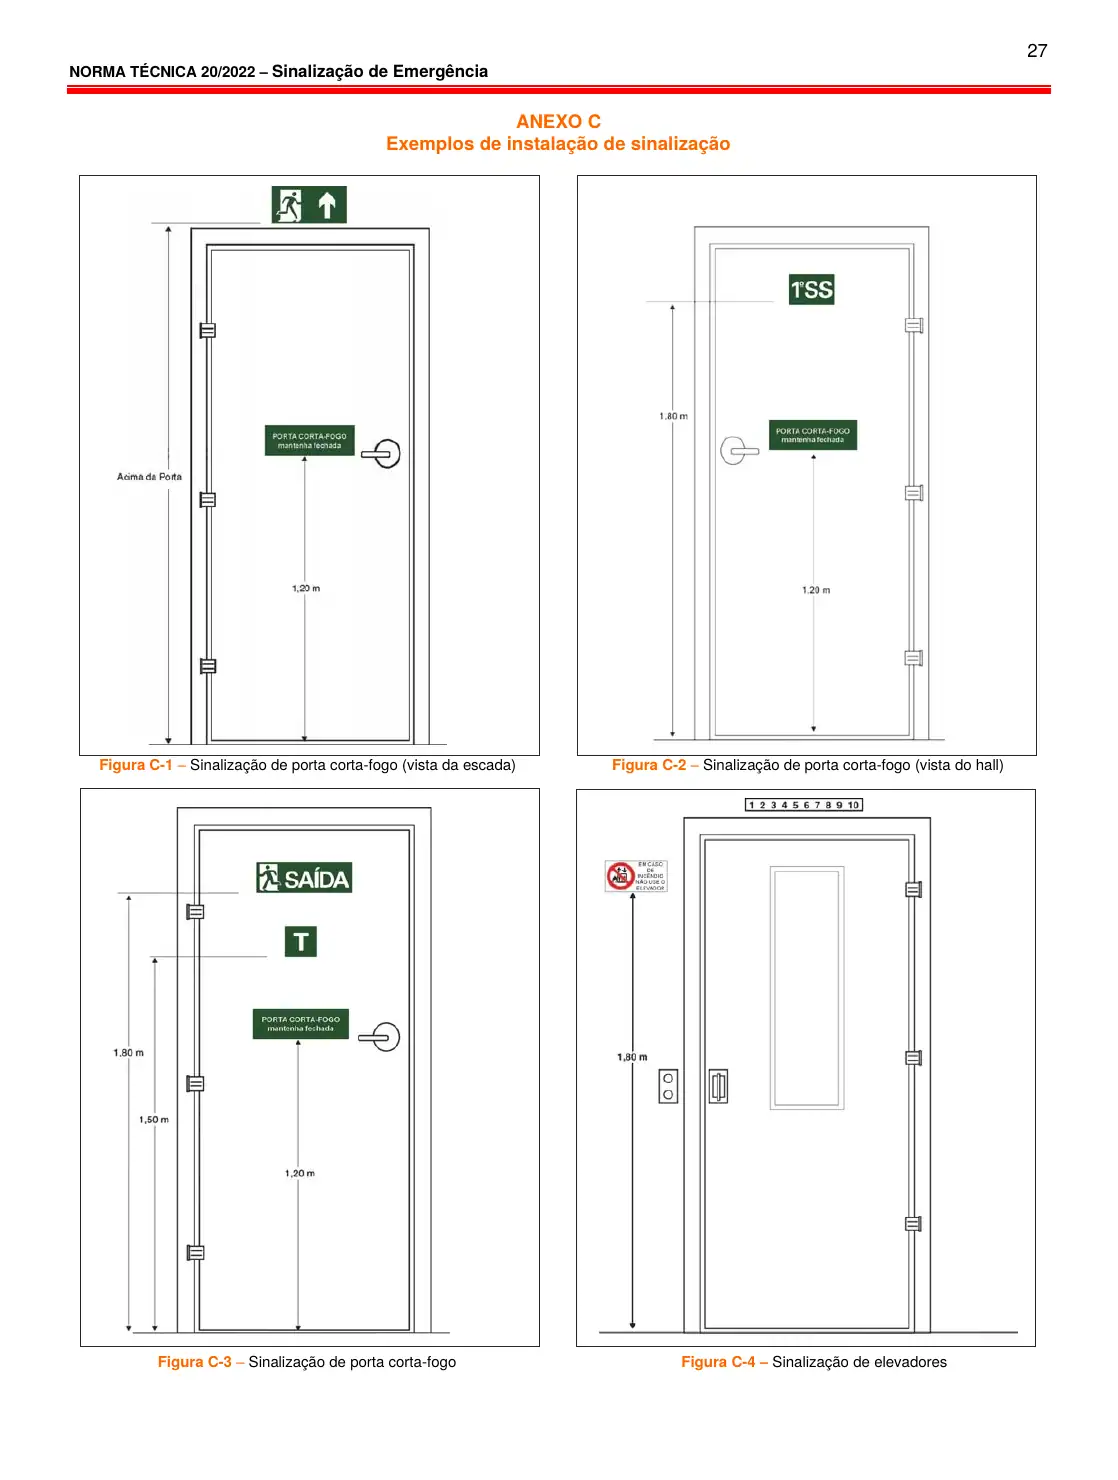 27
NORMA TÉCNICA 20/2022 – Sinalização de Emergência
ANEXO C
Exemplos de instalação de sinalização
PORTA CORTA-FOGO
mantenha fechada
Acima da Porta
1,20 m
Figura C-1 – Sinalização de porta corta-fogo (vista da escada)
1ºSS
1.80 m
PORTA CORTA-FOGO
mantenha fechada
1.20 m
Figura C-2 – Sinalização de porta corta-fogo (vista do hall)
SAÍDA
T
PORTA CORTA-FOGO
mantenha fechada
1.80 m
1,50 m
1,20 m
Figura C-3 – Sinalização de porta corta-fogo
1 2 3 4 5 6 7 8 9 10
EM CASO
DE
INCÊNDIO
NÃO USE O
ELEVADOR
1,80 m
Figura C-4 – Sinalização de elevadores